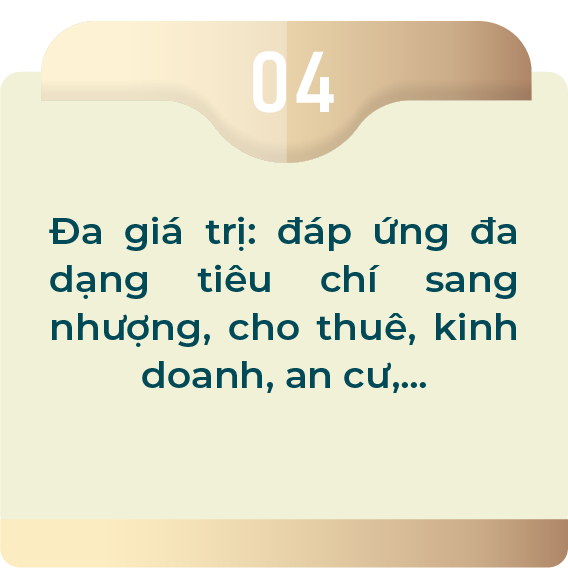 04
Đa giá trị: đáp ứng đa
dạng tiêu chí sang
nhượng, cho thuê, kinh
doanh, an cư,...